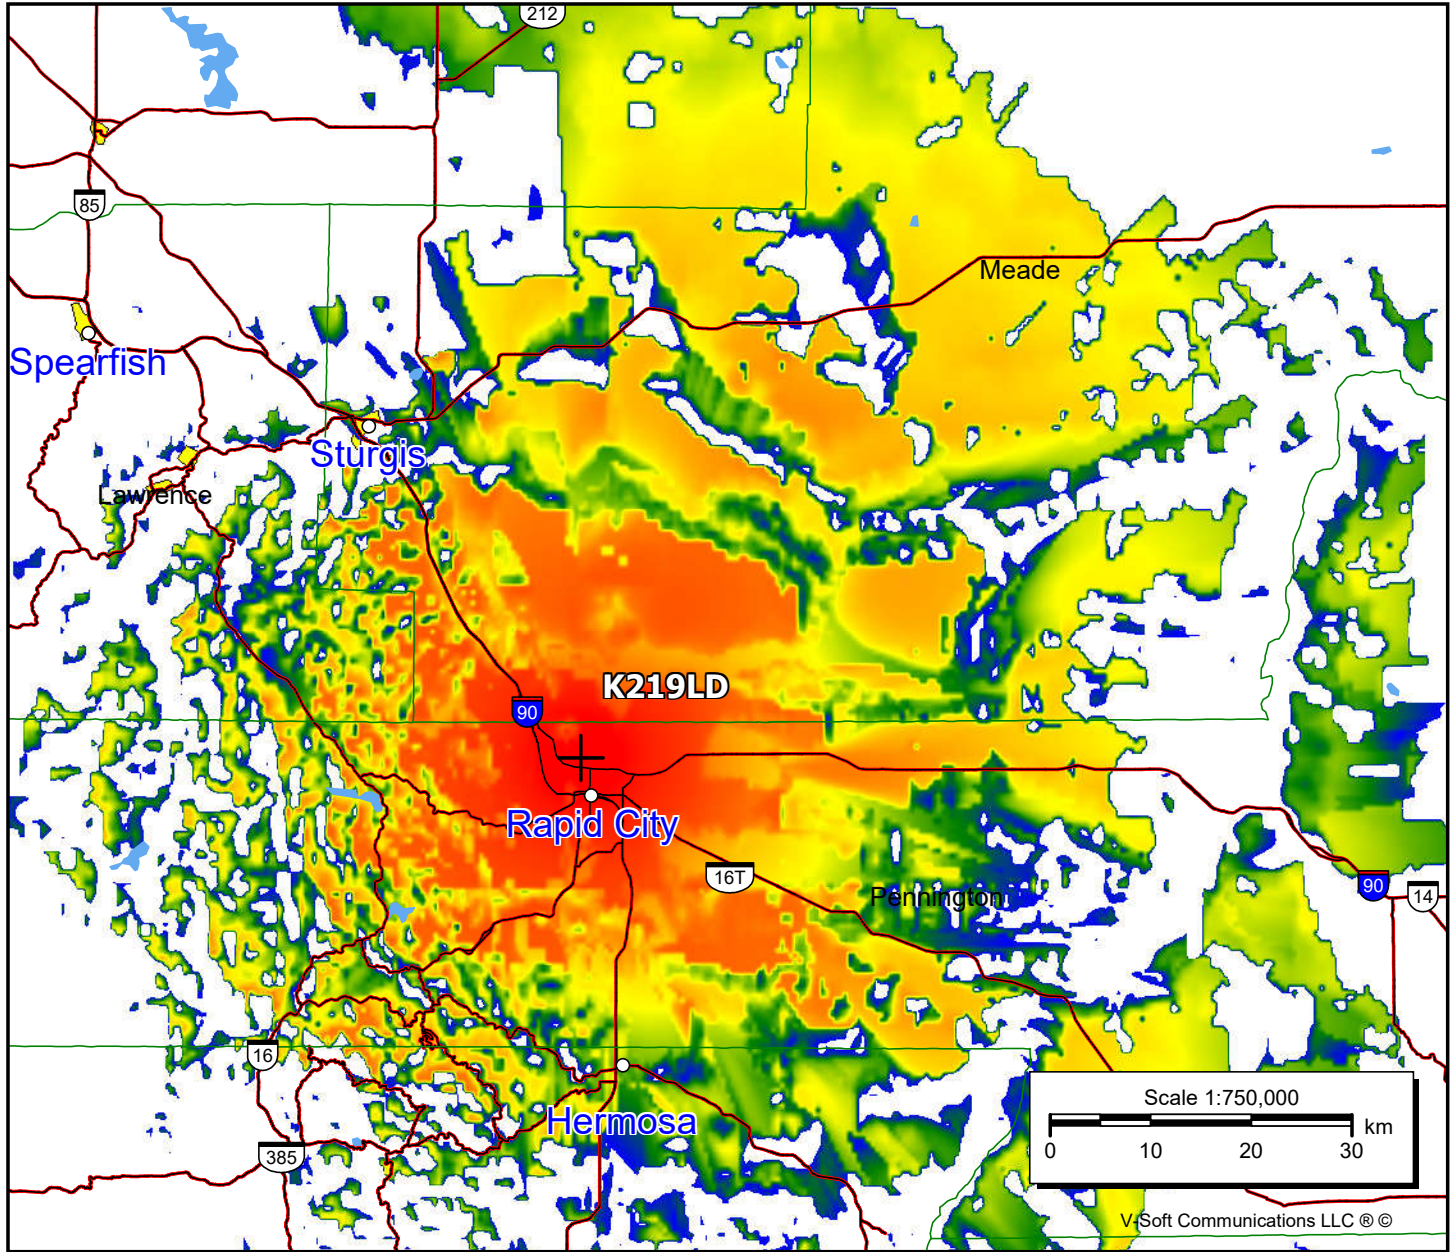 212
85
Meade
Spearfish
Sturgis
Lawrence
K219LD
90
Rapid City
16T
Pennington
90
14
16
Scale 1:750,000
km
0 10 20 30
Hermosa
385
V-Soft Communications LLC ® ©